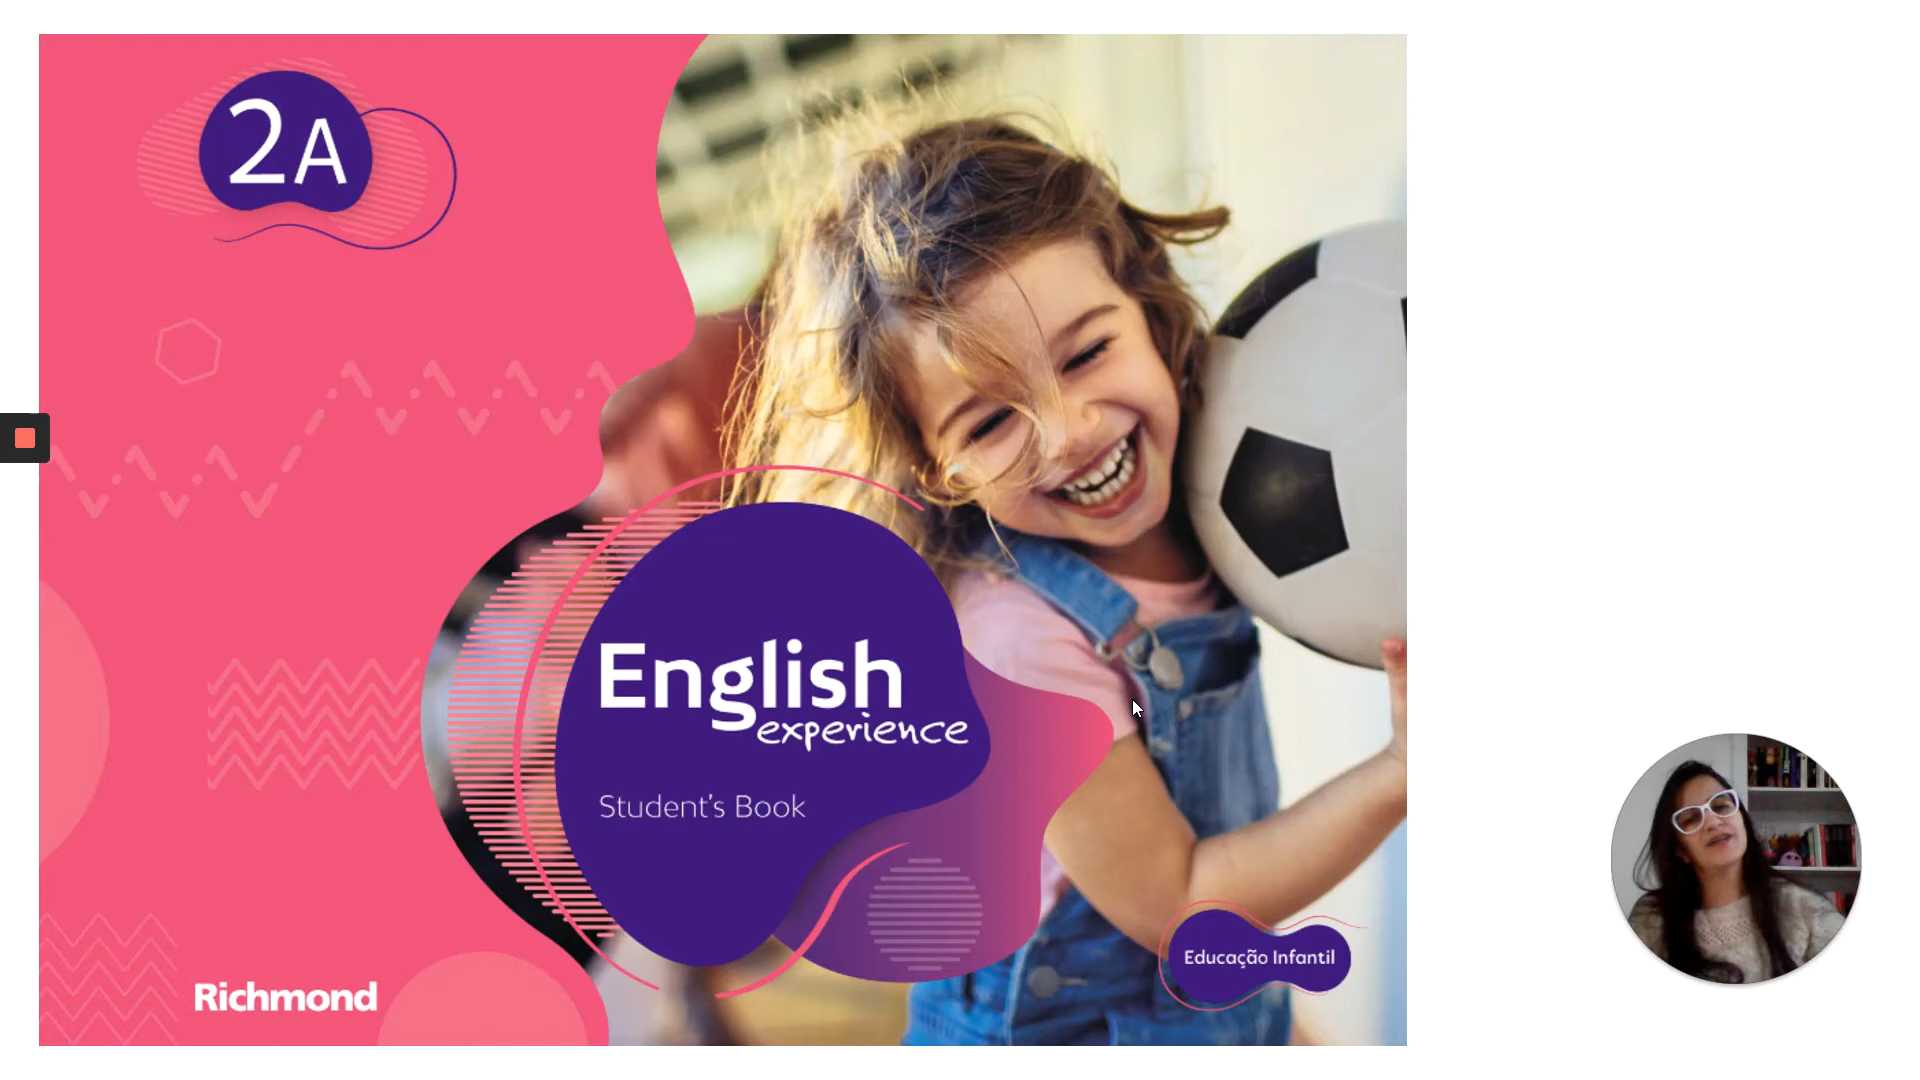 2A
English
experience
Student's Book
Educação Infantil
Richmond